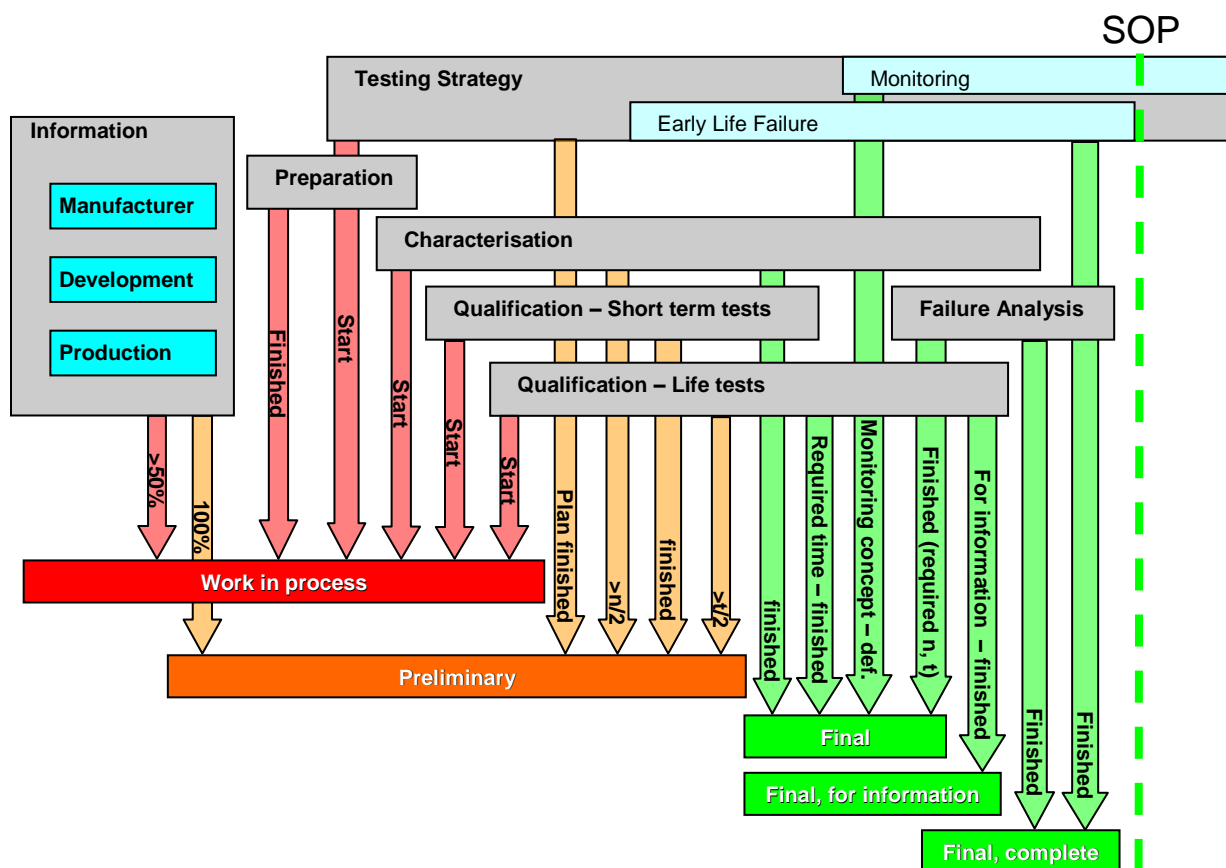 SOP
Testing Strategy
Monitoring
Early Life Failure
Information
Manufacturer
Development
Production
Preparation
Characterisation
Qualification – Short term tests
Failure Analysis
Qualification – Life tests
>50%
100%
Finished
Start
Start
Start
Start
Plan finished
>n/2
finished
>t/2
finished
Required time – finished
Monitoring concept – def.
Finished (required n, t)
For information – finished
Finished
Finished
Work in process
Preliminary
Final
Final, for information
Final, complete